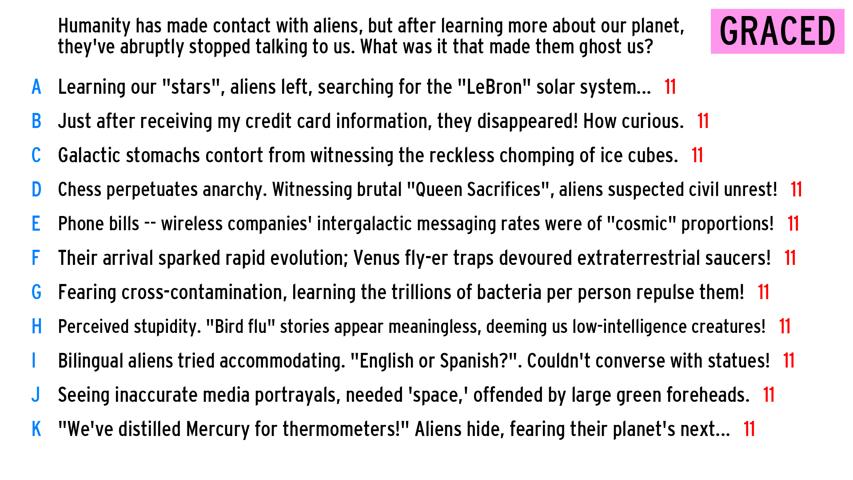 Humanity has made contact with aliens, but after learning more about our planet,
they've abruptly stopped talking to us. What was it that made them ghost us?
GRACED
A Learning our "stars", aliens left, searching for the "LeBron" solar system... 11
B Just after receiving my credit card information, they disappeared! How curious. 11
C Galactic stomachs contort from witnessing the reckless chomping of ice cubes. 11
D Chess perpetuates anarchy. Witnessing brutal "Queen Sacrifices", aliens suspected civil unrest! 11
E Phone bills -- wireless companies' intergalactic messaging rates were of "cosmic" proportions! 11
F Their arrival sparked rapid evolution; Venus fly-er traps devoured extraterrestrial saucers! 11
G Fearing cross-contamination, learning the trillions of bacteria per person repulse them! 11
H Perceived stupidity. "Bird flu" stories appear meaningless, deeming us low-intelligence creatures! 11
I Bilingual aliens tried accommodating. "English or Spanish?". Couldn't converse with statues! 11
J Seeing inaccurate media portrayals, needed 'space,' offended by large green foreheads. 11
K "We've distilled Mercury for thermometers!" Aliens hide, fearing their planet's next... 11